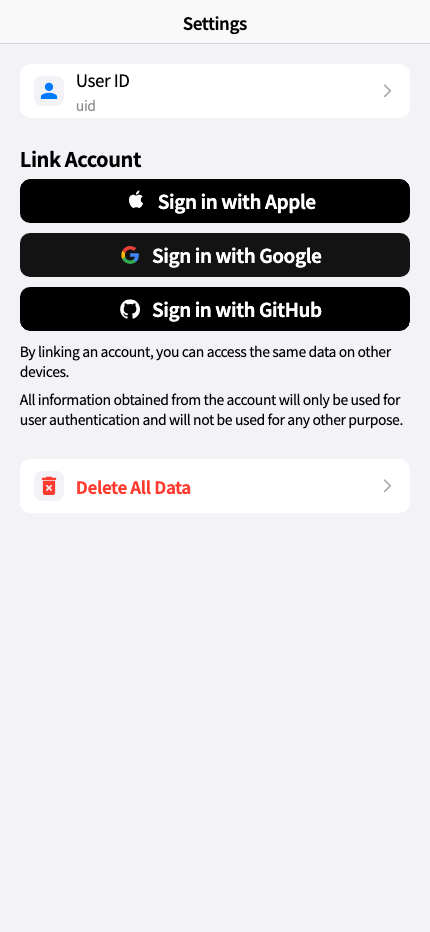 Settings
User ID
uid
Link Account
Sign in with Apple
Sign in with Google
Sign in with GitHub
By linking an account, you can access the same data on other
devices.
All information obtained from the account will only be used for
user authentication and will not be used for any other purpose.
Delete All Data